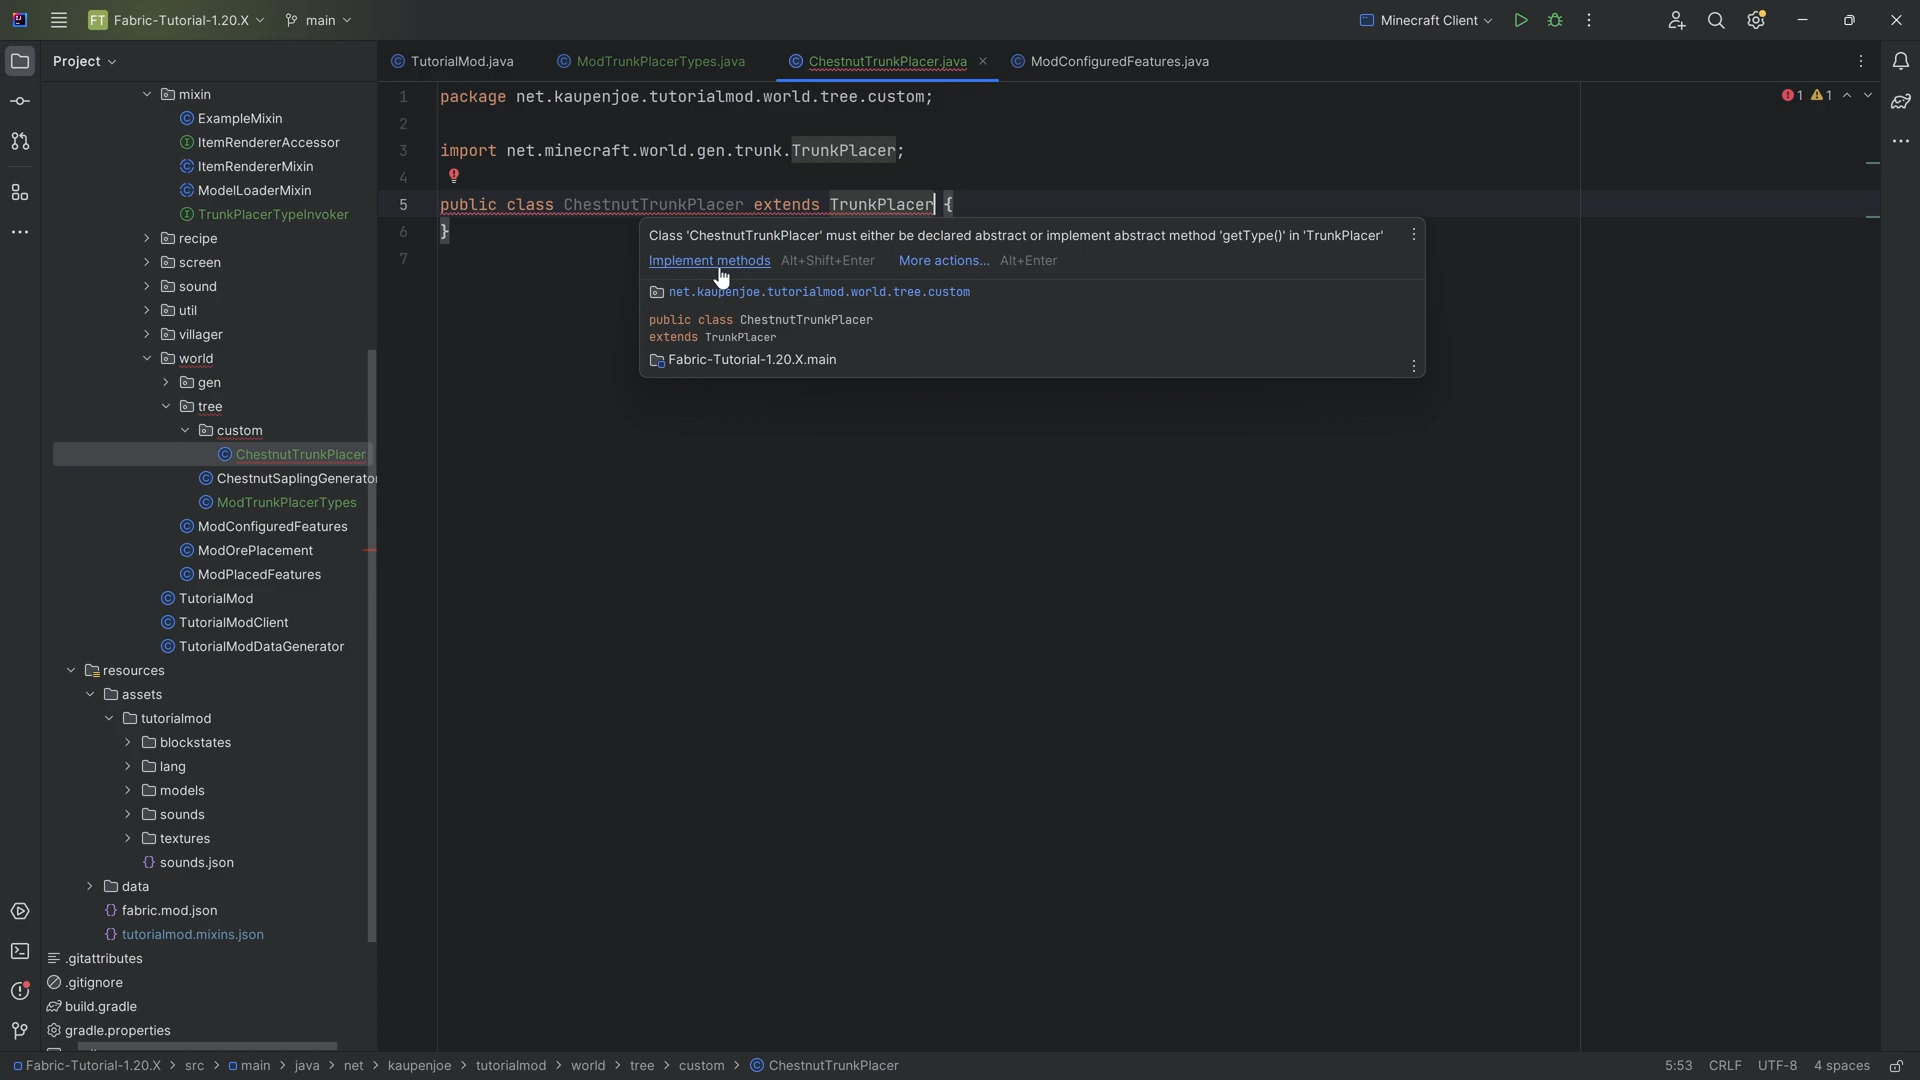 FT Fabric-Tutorial-1.20.X main Minecraft Client
Project
TutorialMod.java ModTrunkPlacerTypes.java ChestnutTrunkPlacer.java ModConfiguredFeatures.java
mixin
ExampleMixin
ItemRendererAccessor
ItemRendererMixin
ModelLoaderMixin
TrunkPlacerTypeInvoker
recipe
screen
sound
util
villager
world
gen
tree
custom
ChestnutTrunkPlacer
ChestnutSaplingGenerator
ModTrunkPlacerTypes
ModConfiguredFeatures
ModOrePlacement
ModPlacedFeatures
TutorialMod
TutorialModClient
TutorialModDataGenerator
resources
assets
tutorialmod
blockstates
lang
models
sounds
textures
sounds.json
data
fabric.mod.json
tutorialmod.mixins.json
.gitattributes
.gitignore
build.gradle
gradle.properties
1 package net.kaupenjoe.tutorialmod.world.tree.custom;
2
3 import net.minecraft.world.gen.trunk.TrunkPlacer;
4
5 public class ChestnutTrunkPlacer extends TrunkPlacer {
6 }
7
1 1
Class 'ChestnutTrunkPlacer' must either be declared abstract or implement abstract method 'getType()' in 'TrunkPlacer'
Implement methods Alt+Shift+Enter More actions... Alt+Enter
net.kaupenjoe.tutorialmod.world.tree.custom
public class ChestnutTrunkPlacer
extends TrunkPlacer
Fabric-Tutorial-1.20.X.main
Fabric-Tutorial-1.20.X > src > main > java > net > kaupenjoe > tutorialmod > world > tree > custom > ChestnutTrunkPlacer 5:53 CRLF UTF-8 4 spaces